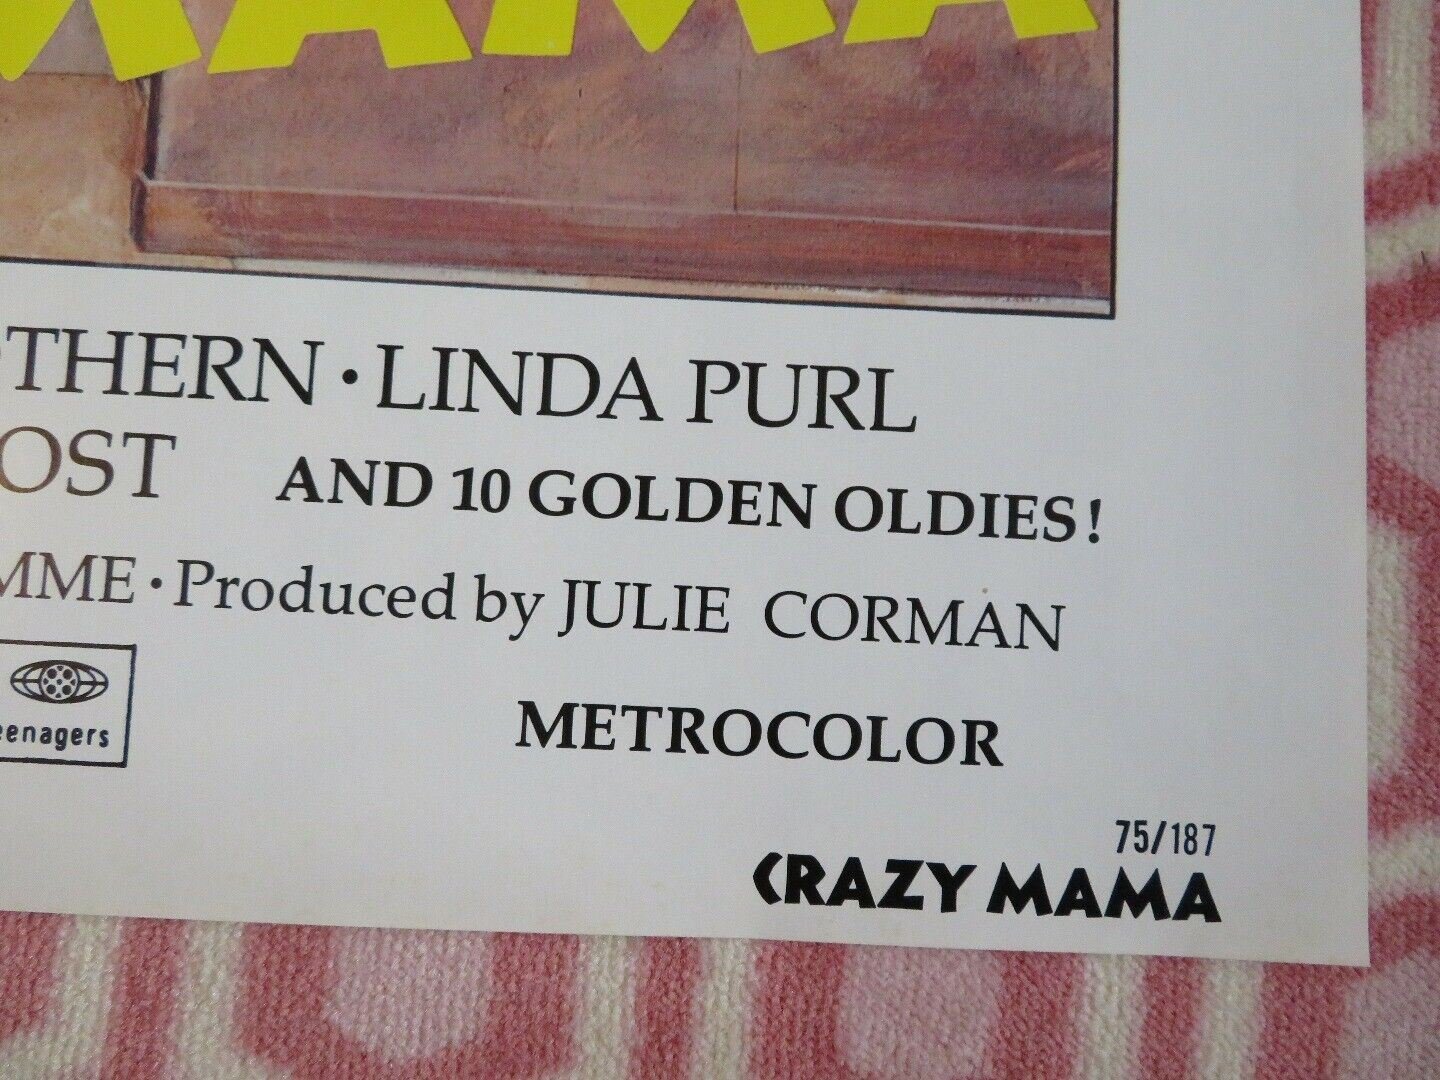 MAMA
THERN · LINDA PURL
OST AND 10 GOLDEN OLDIES!
MME · Produced by JULIE CORMAN
eenagers
METROCOLOR
75/187
CRAZY MAMA